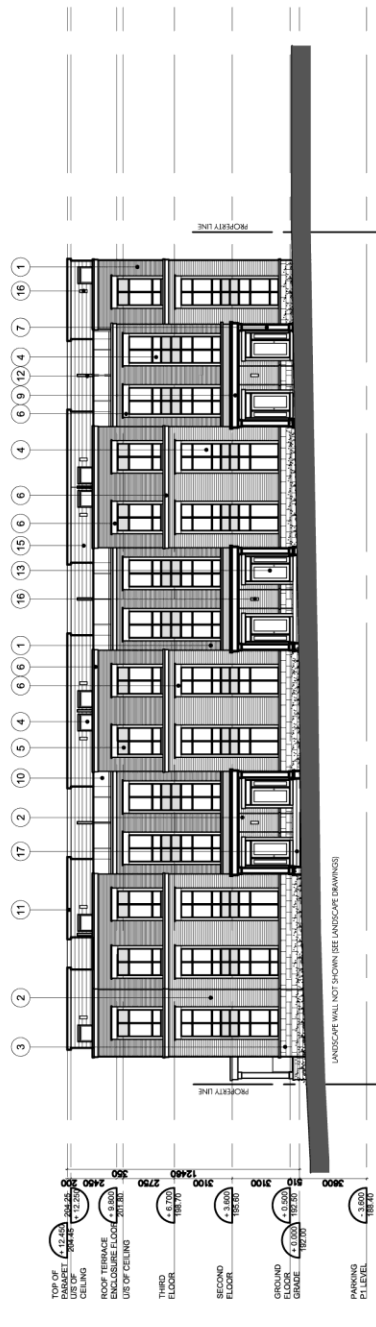 3
2
11
17
2
10
5
4
6
6
1
16
13
15
6
6
4
6
9
12
4
7
16
1
TOP OF
PARAPET
+ 12.450
204.45
U/S OF
CEILING
+ 12.250
204.25
200
2450
ROOF TERRACE
ENCLOSURE FLOOR
+ 9.800
201.80
350
U/S OF CEILING
2750
12460
THIRD
FLOOR
+ 6.700
198.70
3100
SECOND
FLOOR
+ 3.600
195.60
3100
GROUND
FLOOR
+ 0.500
192.50
510
GRADE
+ 0.000
192.00
3600
PARKING
P1 LEVEL
- 3.600
188.40
PROPERTY LINE
PROPERTY LINE
LANDSCAPE WALL NOT SHOWN (SEE LANDSCAPE DRAWINGS)